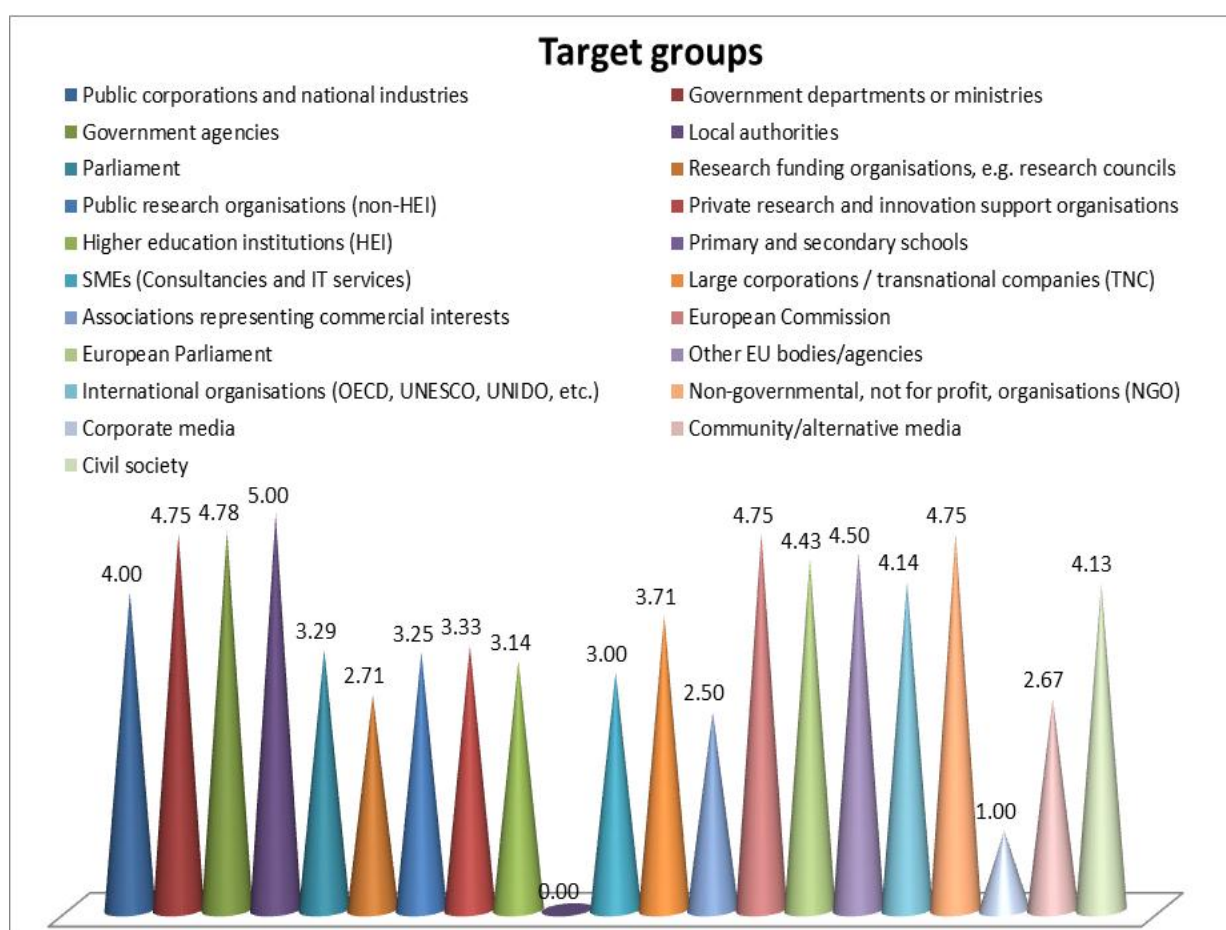 Target groups
Public corporations and national industries
Government departments or ministries
Government agencies
Local authorities
Parliament
Research funding organisations, e.g. research councils
Public research organisations (non-HEI)
Private research and innovation support organisations
Higher education institutions (HEI)
Primary and secondary schools
SMEs (Consultancies and IT services)
Large corporations / transnational companies (TNC)
Associations representing commercial interests
European Commission
European Parliament
Other EU bodies/agencies
International organisations (OECD, UNESCO, UNIDO, etc.)
Non-governmental, not for profit, organisations (NGO)
Corporate media
Community/alternative media
Civil society
4.00
4.75
4.78
5.00
3.29
2.71
3.25
3.33
3.14
0.00
3.00
3.71
2.50
4.75
4.43
4.50
4.14
4.75
1.00
2.67
4.13